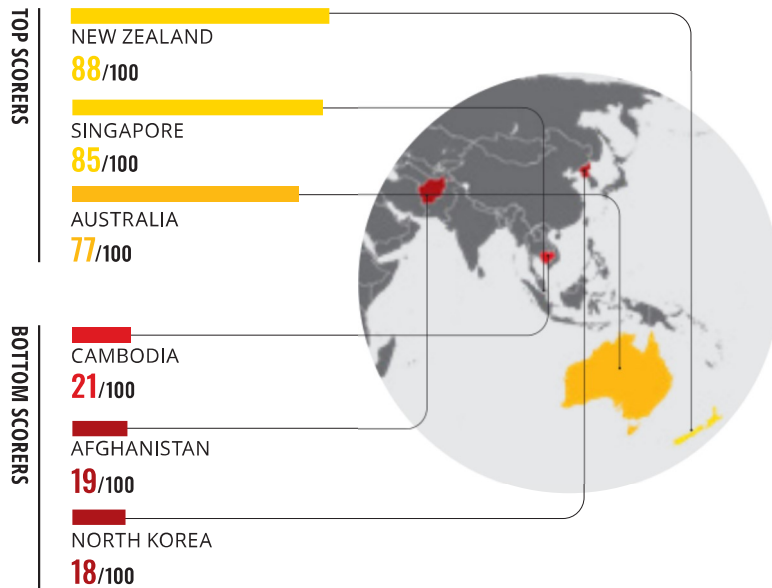 TOP SCORERS
NEW ZEALAND
88/100
SINGAPORE
85/100
AUSTRALIA
77/100
BOTTOM SCORERS
CAMBODIA
21/100
AFGHANISTAN
19/100
NORTH KOREA
18/100